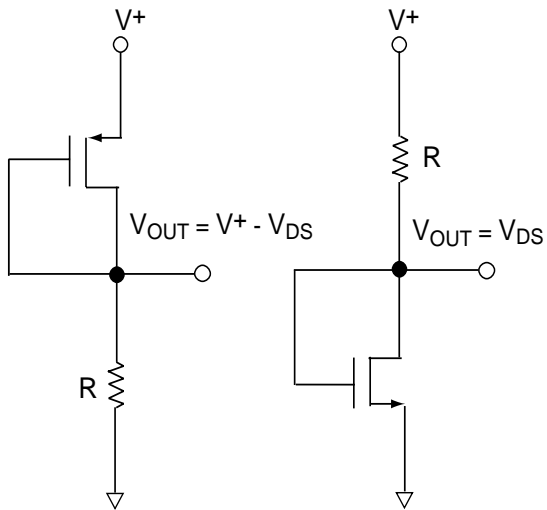 V+
V+
R
VOUT = V+ - VDS
VOUT = VDS
R